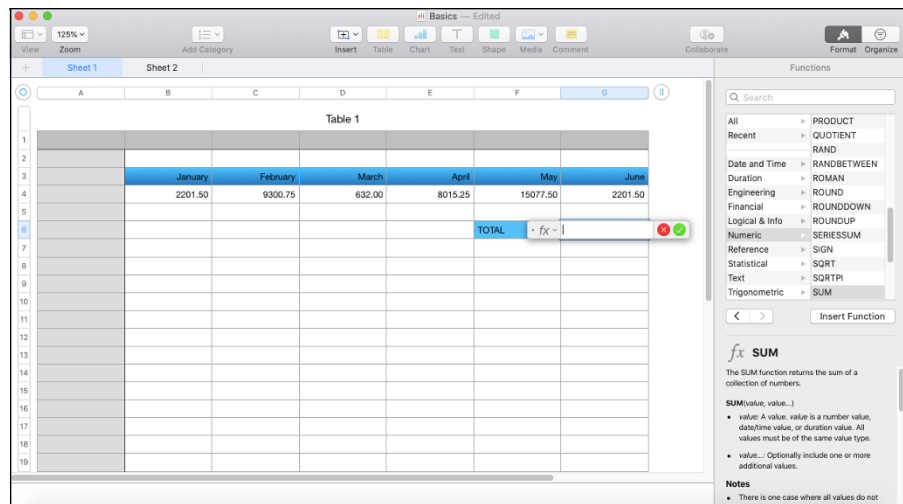 Basics — Edited
125%
View Zoom Add Category Insert Table Chart Text Shape Media Comment Collaborate Format Organize
Sheet 1 Sheet 2 Functions
A B C D E F G
Search
Table 1
All PRODUCT
Recent QUOTIENT
RAND
Date and Time RANDBETWEEN
Duration ROMAN
Engineering ROUND
Financial ROUNDDOWN
Logical & Info ROUNDUP
Numeric SERIESSUM
Reference SIGN
Statistical SQRT
Text SQRTPI
Trigonometric SUM
1
2
3 January February March April May June
4 2201.50 9300.75 632.00 8015.25 15077.50 2201.50
5
6 TOTAL fx
7
8
9
10
11
12
13
14
15
16
17
18
19
Insert Function
fx SUM
The SUM function returns the sum of a
collection of numbers.
SUM(value, value...)
• value: A value. value is a number value,
date/time value, or duration value. All
values must be of the same value type.
• value...: Optionally include one or more
additional values.
Notes
• There is one case where all values do not